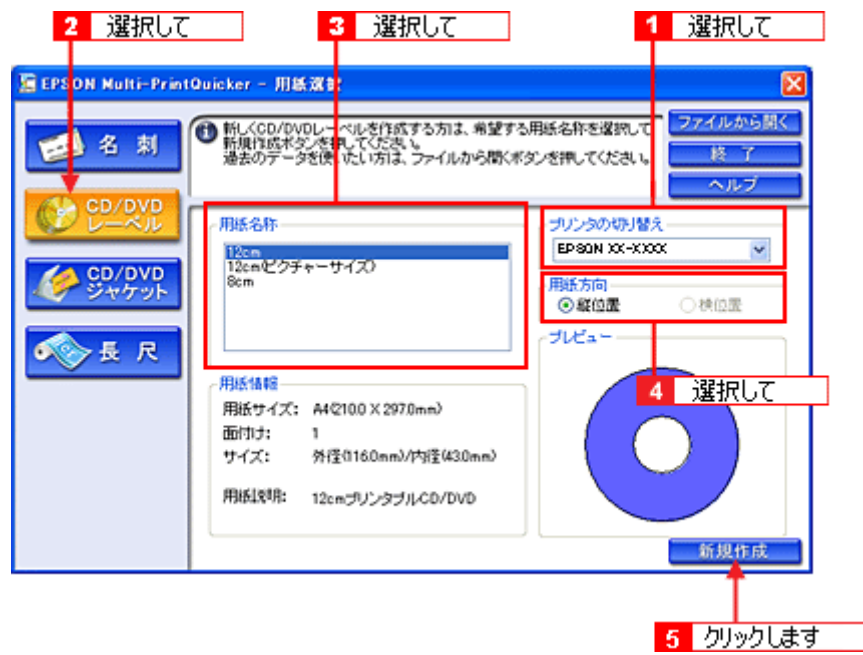 2 選択して
3 選択して
1 選択して
EPSON Multi-PrintQuicker - 用紙選択
名刺
CD/DVD
レーベル
CD/DVD
ジャケット
長尺
新しくCD/DVDレーベルを作成する方は、希望する用紙名称を選択して
新規作成ボタンを押してください。
過去のデータを使いたい方は、ファイルから開くボタンを押してください。
ファイルから開く
終了
ヘルプ
用紙名称
12cm
12cm(ピクチャーサイズ)
8cm
プリンタの切り替え
EPSON XX-XXXX
用紙方向
縦位置
横位置
プレビュー
4 選択して
用紙情報
用紙サイズ: A4(210.0 X 297.0mm)
面付け: 1
サイズ: 外径(116.0mm)/内径(43.0mm)
用紙説明: 12cmプリンタブルCD/DVD
新規作成
5 クリックします